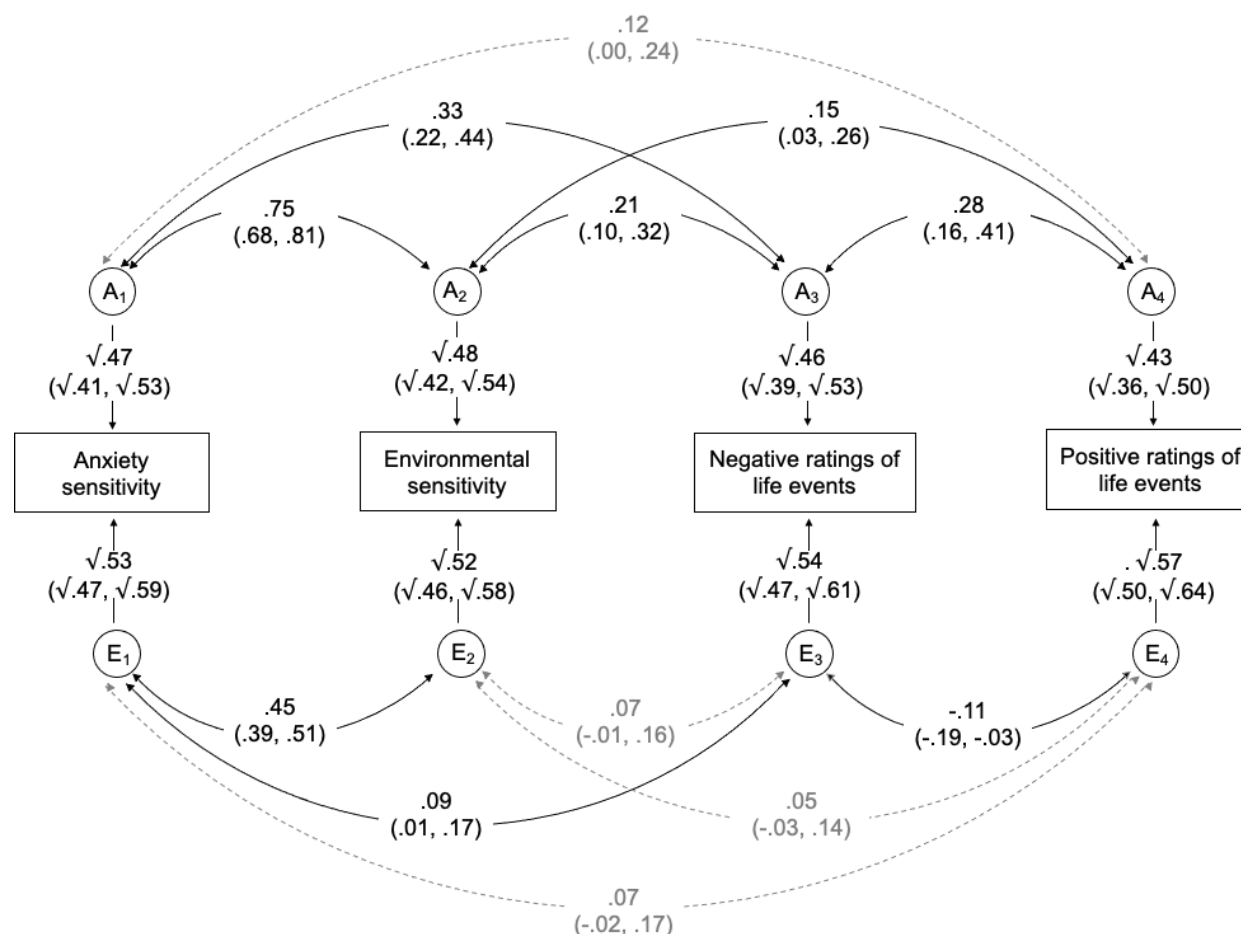 .12
(.00, .24)
.33
(.22, .44)
.15
(.03, .26)
.75
(.68, .81)
.21
(.10, .32)
.28
(.16, .41)
A₁
A₂
A₃
A₄
√.47
(√.41, √.53)
√.48
(√.42, √.54)
√.46
(√.39, √.53)
√.43
(√.36, √.50)
Anxiety
sensitivity
Environmental
sensitivity
Negative ratings of
life events
Positive ratings of
life events
√.53
(√.47, √.59)
√.52
(√.46, √.58)
√.54
(√.47, √.61)
. √.57
(√.50, √.64)
E₁
E₂
E₃
E₄
.45
(.39, .51)
.07
(-.01, .16)
-.11
(-.19, -.03)
.09
(.01, .17)
.05
(-.03, .14)
.07
(-.02, .17)